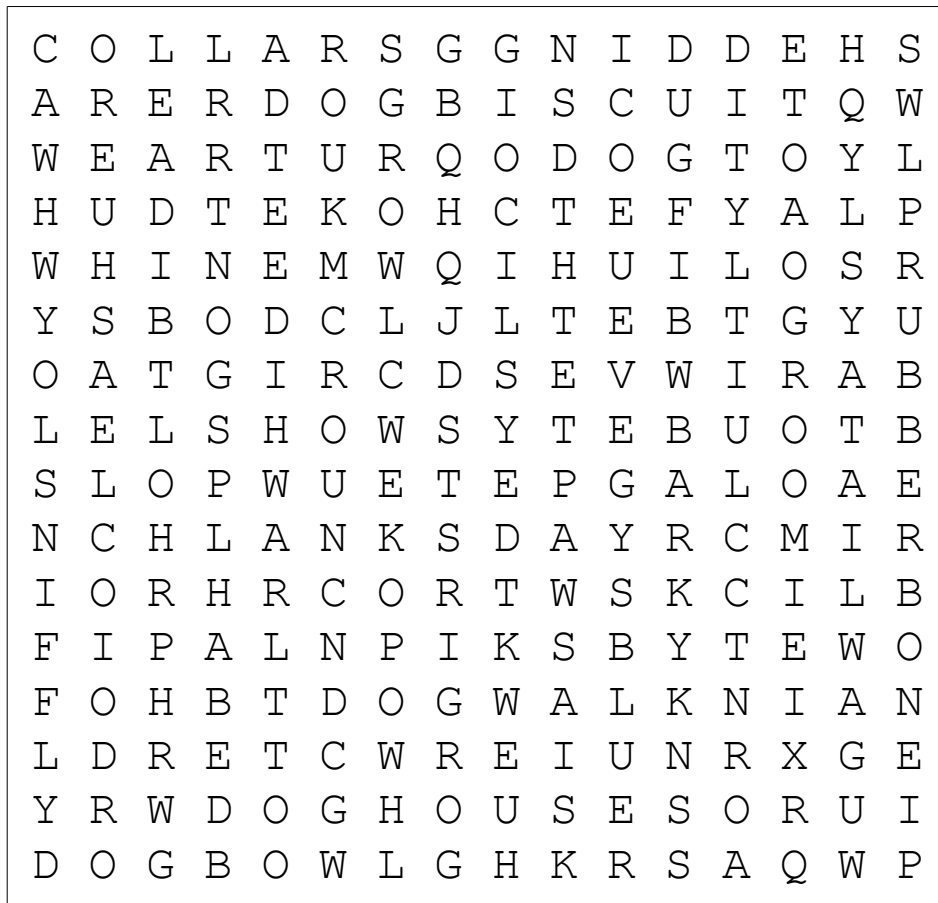 C O L L A R S G G N I D D E H S
A R E R D O G B I S C U I T Q W
W E A R T U R Q O D O G T O Y L
H U D T E K O H C T E F Y A L P
W H I N E M W Q I H U I L O S R
Y S B O D C L J L T E B T G Y U
O A T G I R C D S E V W I R A B
L E L S H O W S Y T E B U O T B
S L O P W U E T E P G A L O A E
N C H L A N K S D A Y R C M I R
I O R H R C O R T W S K C I L B
F I P A L N P I K S B Y T E W O
F O H B T D O G W A L K N I A N
L D R E T C W R E I U N R X G E
Y R W D O G H O U S E S O R U I
D O G B O W L G H K R S A Q W P